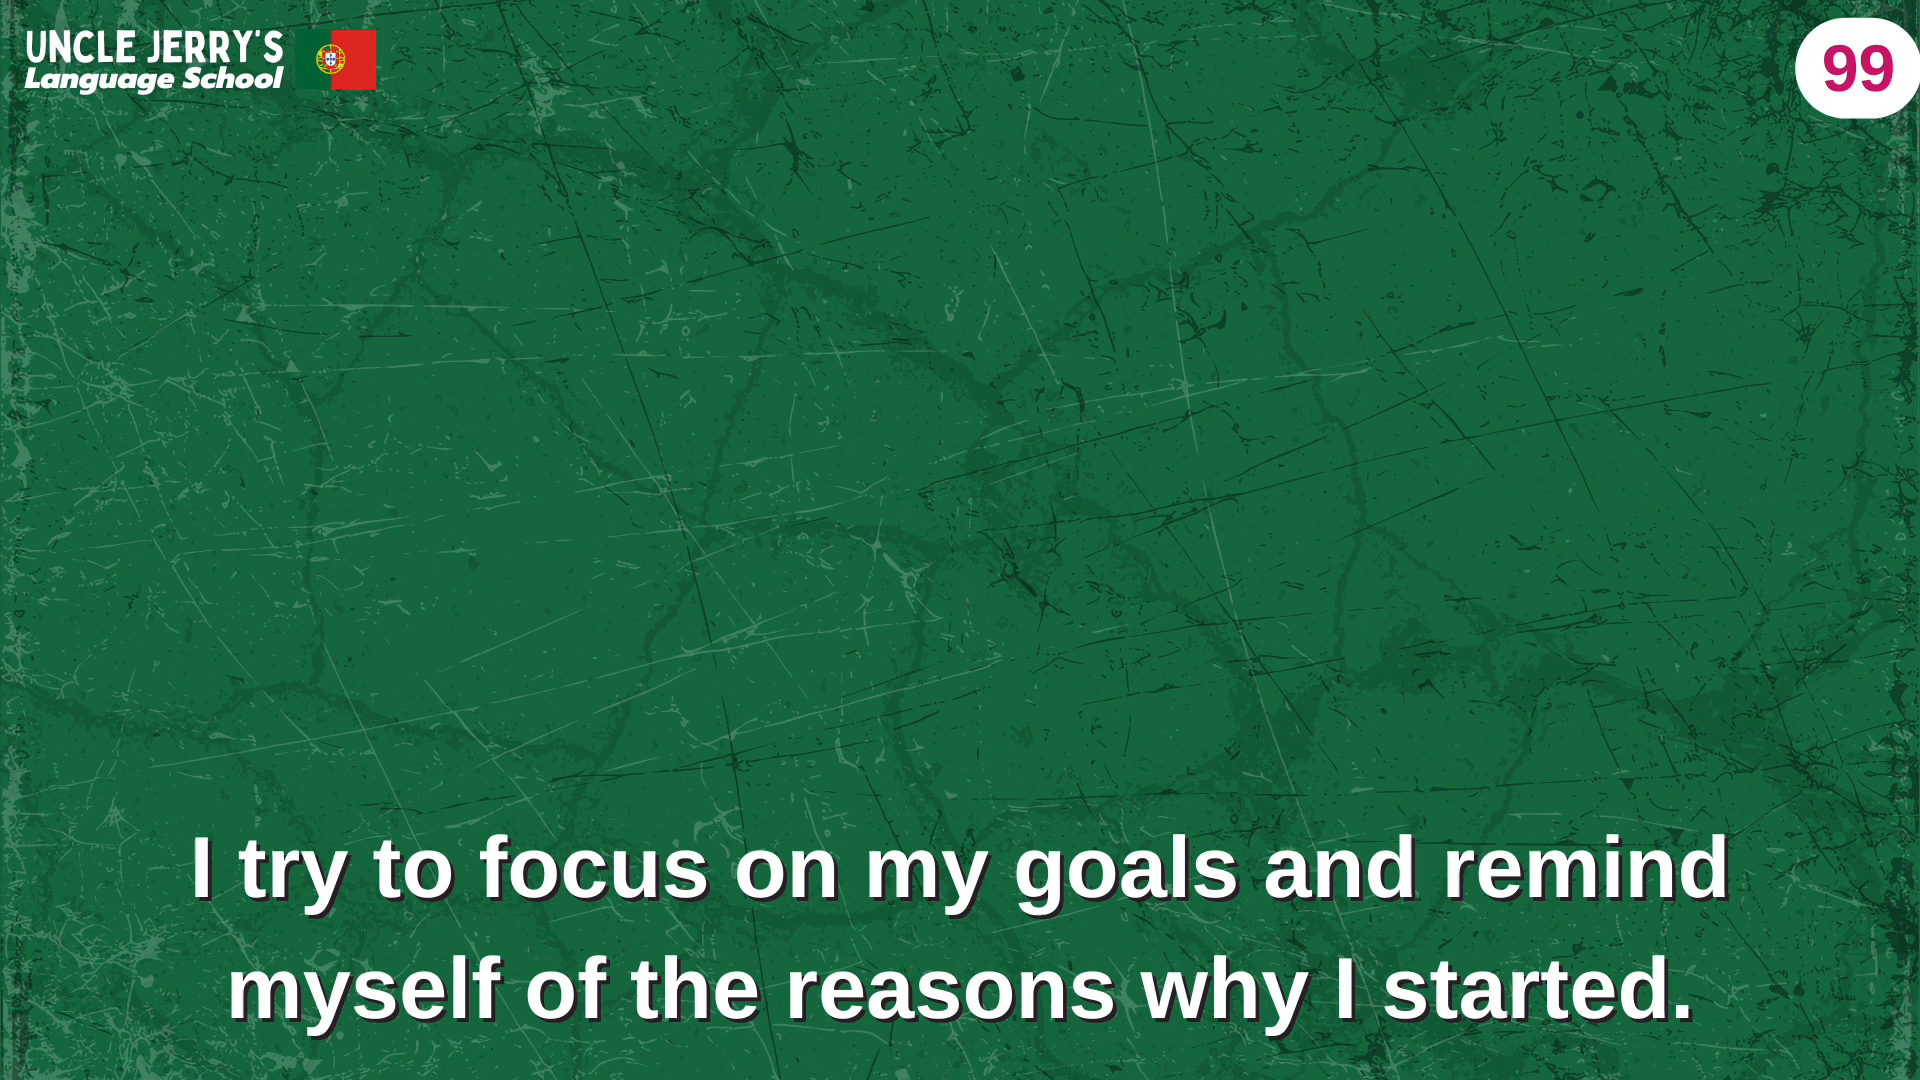 UNCLE JERRY'S
Language School
99
I try to focus on my goals and remind
myself of the reasons why I started.